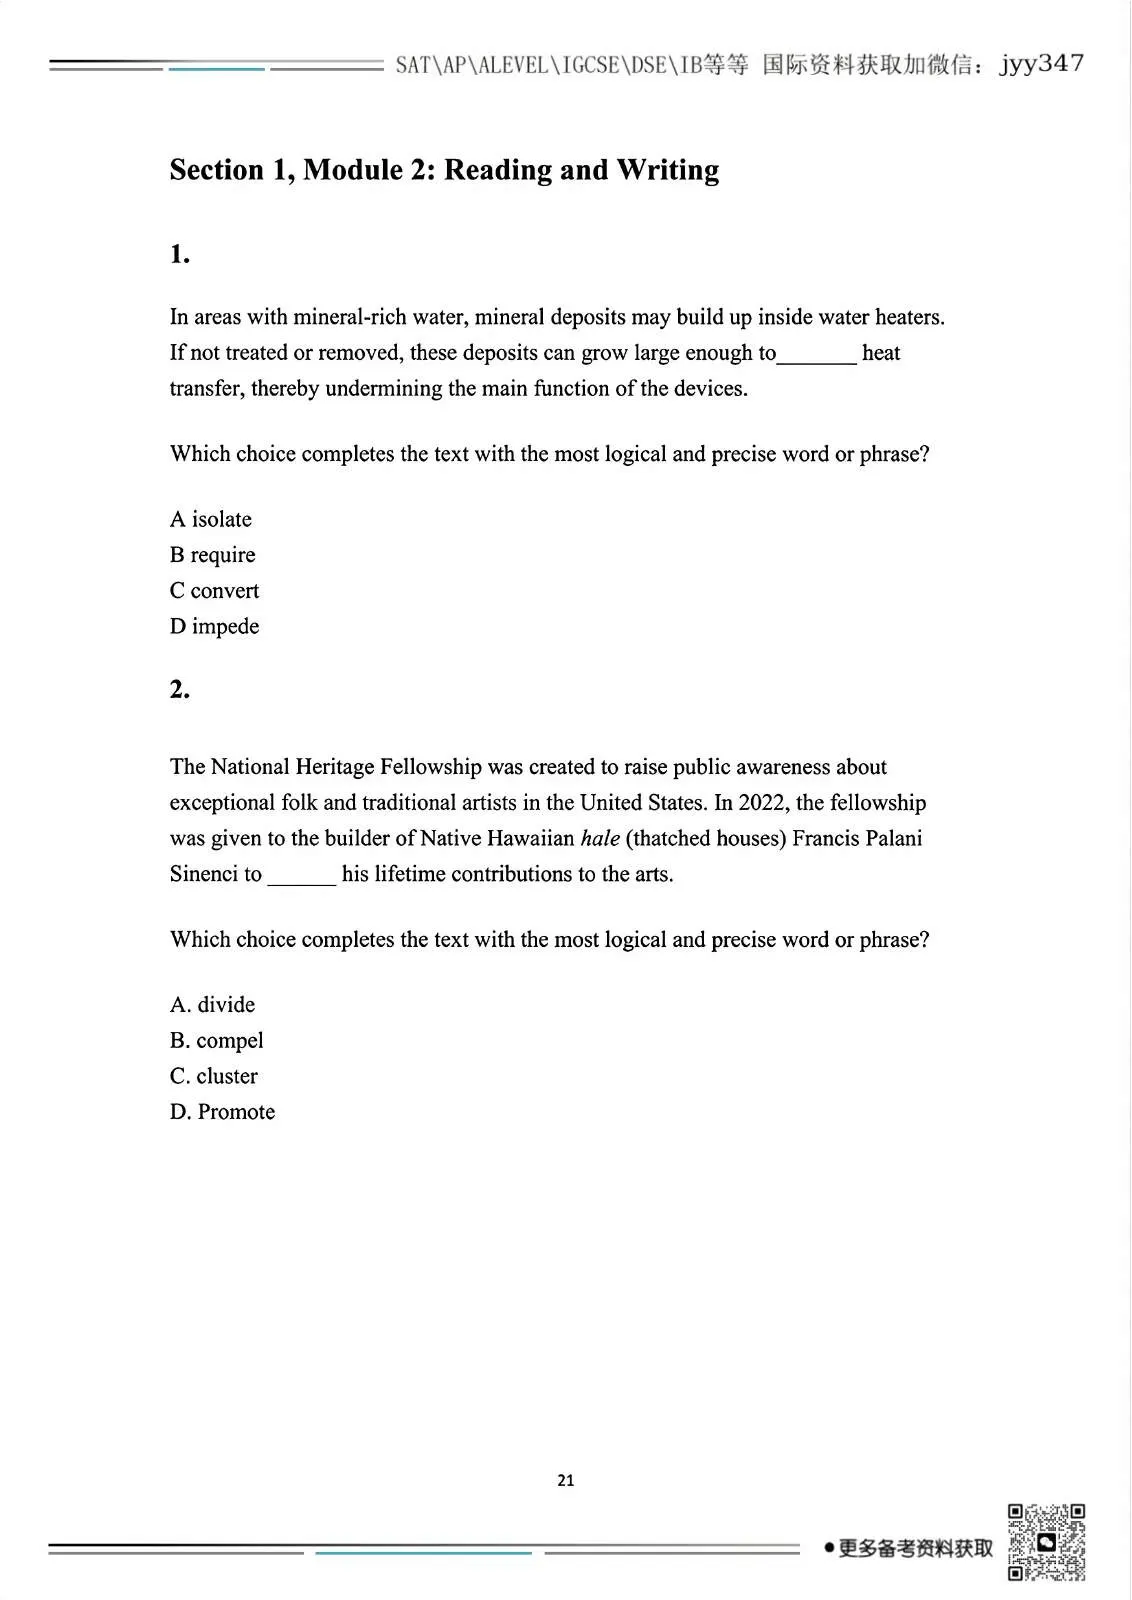 SAT\AP\ALEVEL\IGCSE\DSE\IB等等 国际资料获取加微信：jyy347
Section 1, Module 2: Reading and Writing
1.
In areas with mineral-rich water, mineral deposits may build up inside water heaters.
If not treated or removed, these deposits can grow large enough to_______ heat
transfer, thereby undermining the main function of the devices.
Which choice completes the text with the most logical and precise word or phrase?
A isolate
B require
C convert
D impede
2.
The National Heritage Fellowship was created to raise public awareness about
exceptional folk and traditional artists in the United States. In 2022, the fellowship
was given to the builder of Native Hawaiian hale (thatched houses) Francis Palani
Sinenci to ______ his lifetime contributions to the arts.
Which choice completes the text with the most logical and precise word or phrase?
A. divide
B. compel
C. cluster
D. Promote
21
●更多备考资料获取